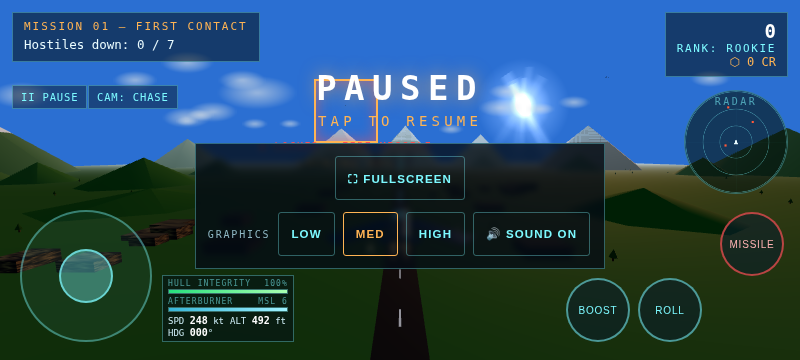 MISSION 01 — FIRST CONTACT
Hostiles down: 0 / 7
0
RANK: ROOKIE
⬡ 0 CR
II PAUSE
CAM: CHASE
PAUSED
TAP TO RESUME
RADAR
⛶ FULLSCREEN
GRAPHICS
LOW
MED
HIGH
🔊 SOUND ON
MISSILE
HULL INTEGRITY 100%
AFTERBURNER MSL 6
SPD 248 kt ALT 492 ft
HDG 000°
BOOST
ROLL